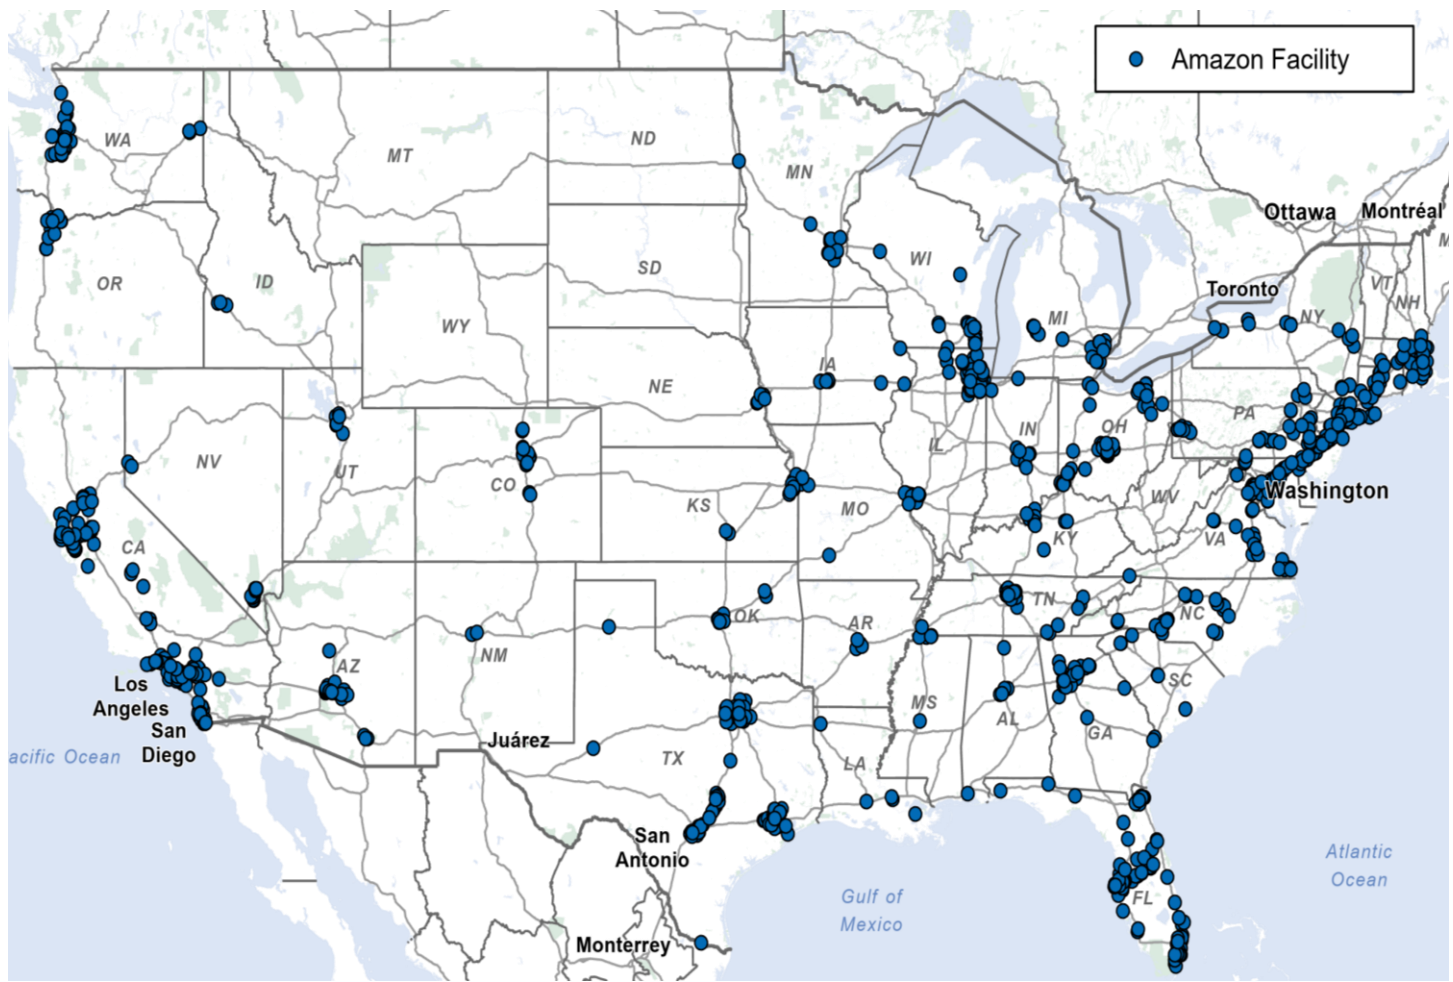 Amazon Facility
WA
MT
ND
MN
OR
ID
WY
SD
WI
MI
Ottawa
Montréal
M
Toronto
NY
VT
NH
NV
UT
CO
NE
IA
IL
IN
OH
PA
WV
Washington
CA
KS
MO
KY
VA
AZ
NM
OK
AR
TN
NC
SC
Los
Angeles
San
Diego
acific Ocean
Juárez
TX
LA
MS
AL
GA
San
Antonio
FL
Monterrey
Gulf of
Mexico
Atlantic
Ocean